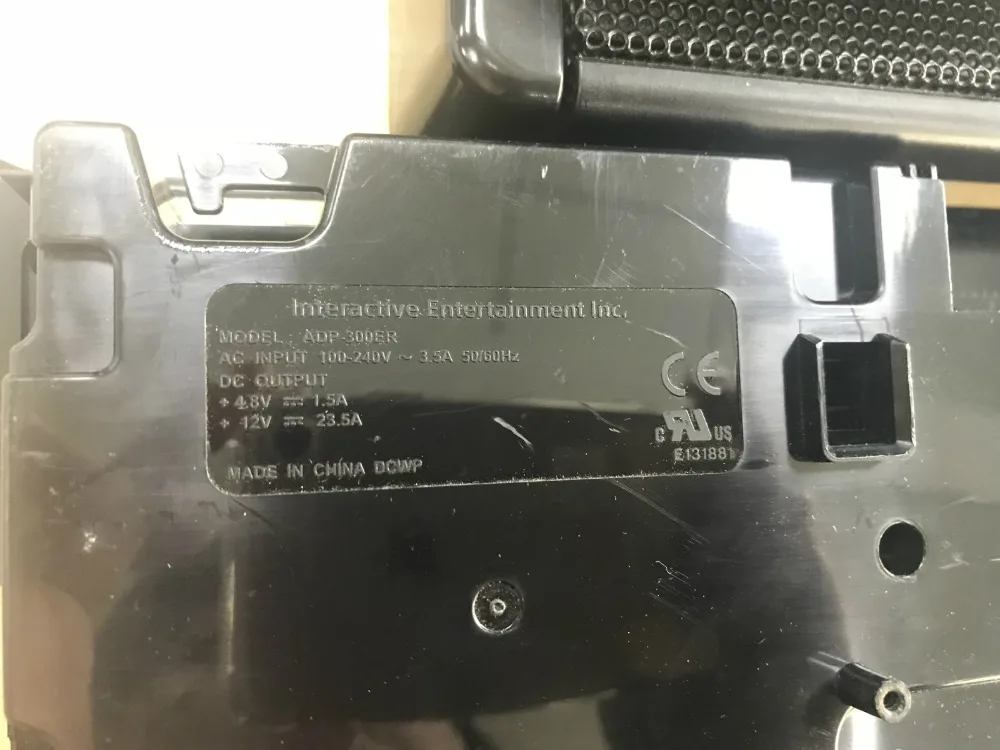 Interactive Entertainment Inc.
MODEL : ADP-300ER
AC INPUT 100-240V ~ 3.5A 50/60Hz
DC OUTPUT
+ 4.8V ⎓ 1.5A
+ 12V ⎓ 23.5A
MADE IN CHINA DCWP
CE
C RU US
E131881